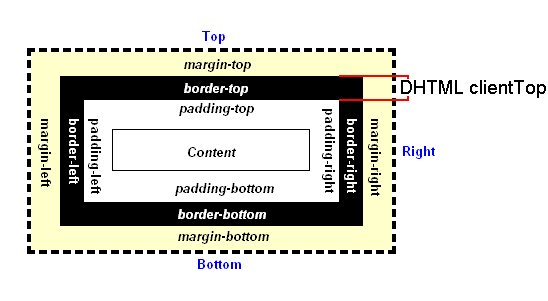 Top
margin-top
border-top
DHTML clientTop
padding-top
margin-left
border-left
padding-left
Content
padding-right
border-right
margin-right
Right
padding-bottom
border-bottom
margin-bottom
Bottom